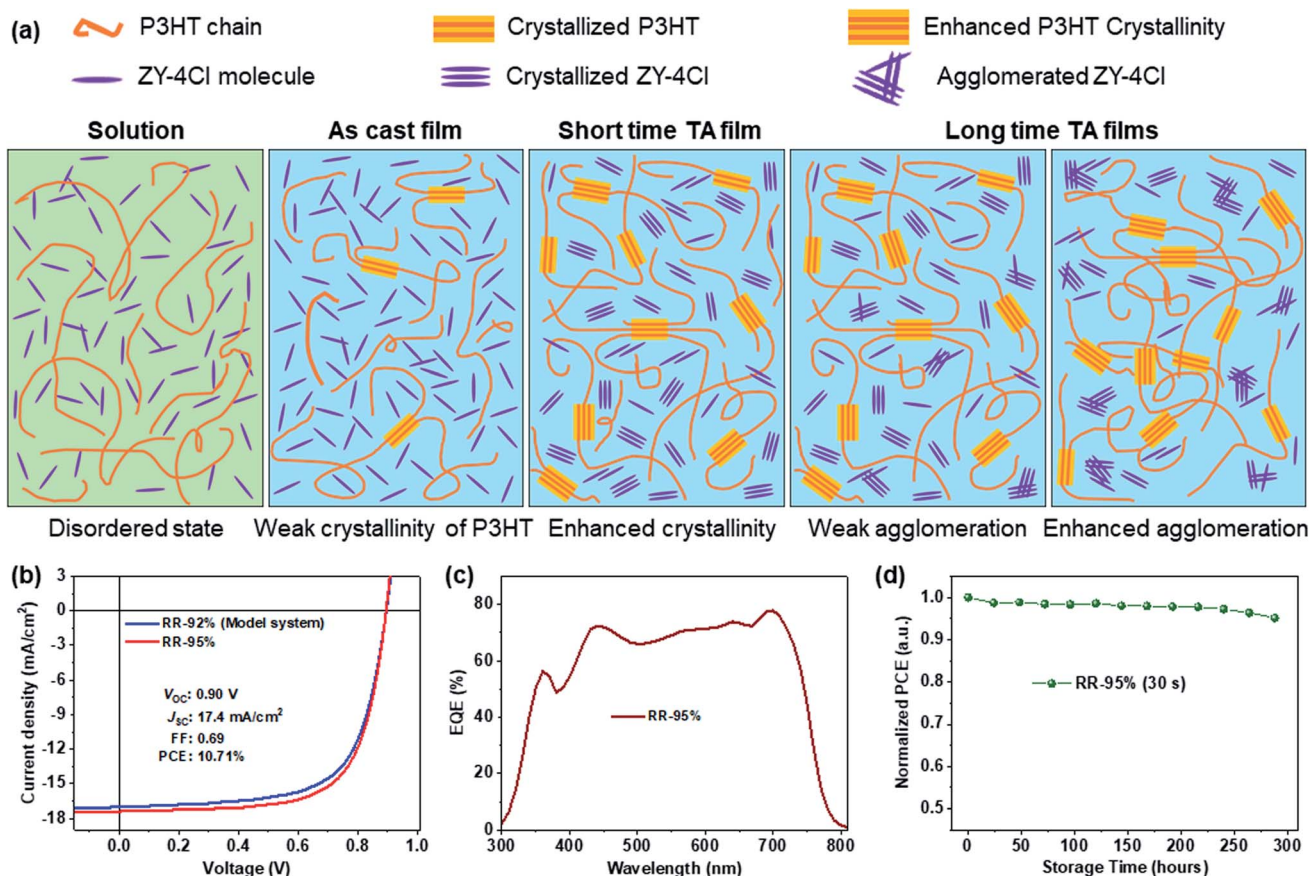 (a)
P3HT chain
Crystallized P3HT
Enhanced P3HT Crystallinity
ZY-4Cl molecule
Crystallized ZY-4Cl
Agglomerated ZY-4Cl
Solution
As cast film
Short time TA film
Long time TA films
Disordered state
Weak crystallinity of P3HT
Enhanced crystallinity
Weak agglomeration
Enhanced agglomeration
(b)
Current density (mA/cm²)
3
0
-3
-6
-9
-12
-15
-18
RR-92% (Model system)
RR-95%
V_OC: 0.90 V
J_SC: 17.4 mA/cm²
FF: 0.69
PCE: 10.71%
0.0 0.2 0.4 0.6 0.8 1.0
Voltage (V)
(c)
EQE (%)
80
60
40
20
0
RR-95%
300 400 500 600 700 800
Wavelength (nm)
(d)
Normalized PCE (a.u.)
1.0
0.9
0.8
0.7
0.6
0.5
RR-95% (30 s)
0 50 100 150 200 250 300
Storage Time (hours)